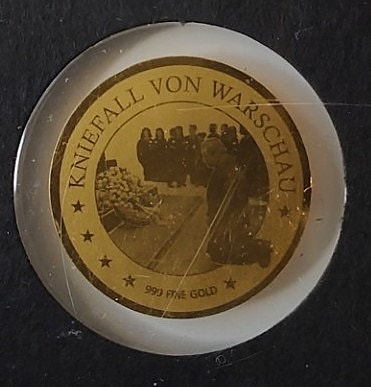 KNIEFALL VON WARSCHAU
999 FINE GOLD